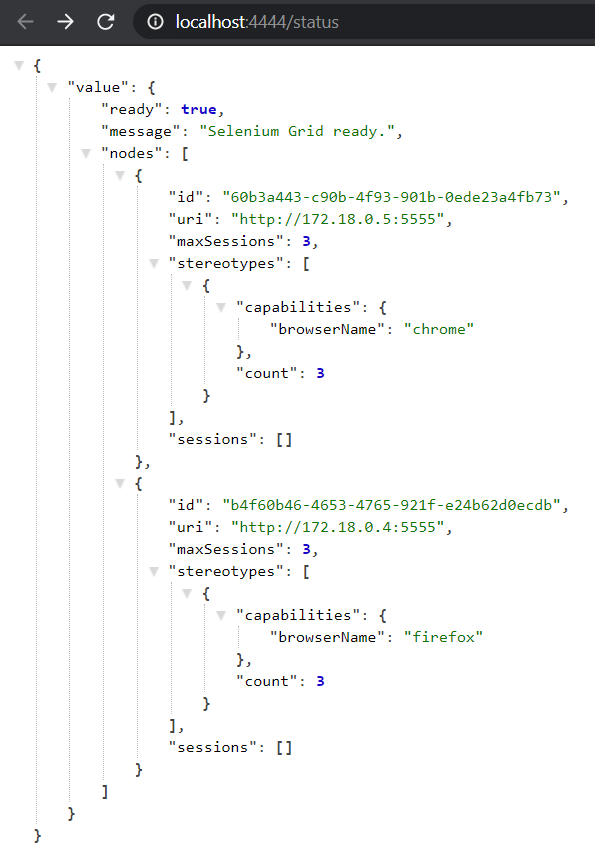 localhost:4444/status
{
"value": {
"ready": true,
"message": "Selenium Grid ready.",
"nodes": [
{
"id": "60b3a443-c90b-4f93-901b-0ede23a4fb73",
"uri": "http://172.18.0.5:5555",
"maxSessions": 3,
"stereotypes": [
{
"capabilities": {
"browserName": "chrome"
},
"count": 3
}
],
"sessions": []
},
{
"id": "b4f60b46-4653-4765-921f-e24b62d0ecdb",
"uri": "http://172.18.0.4:5555",
"maxSessions": 3,
"stereotypes": [
{
"capabilities": {
"browserName": "firefox"
},
"count": 3
}
],
"sessions": []
}
]
}
}